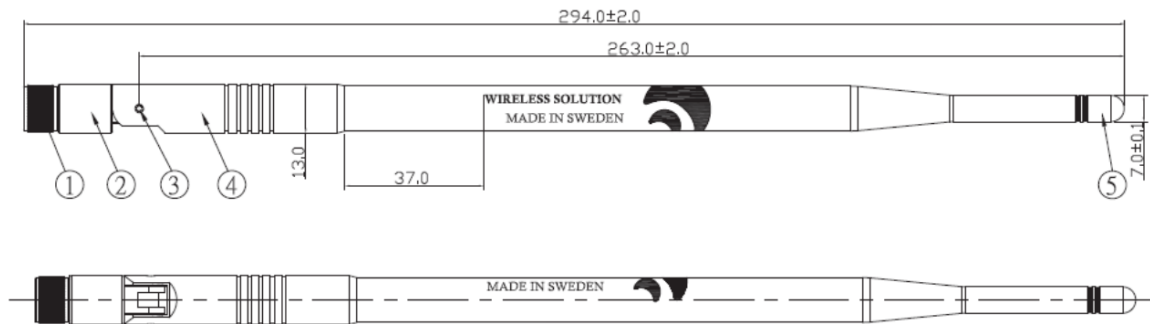 294.0±2.0
263.0±2.0
WIRELESS SOLUTION
MADE IN SWEDEN
13.0
37.0
7.0±0.1
① ② ③ ④ ⑤
MADE IN SWEDEN